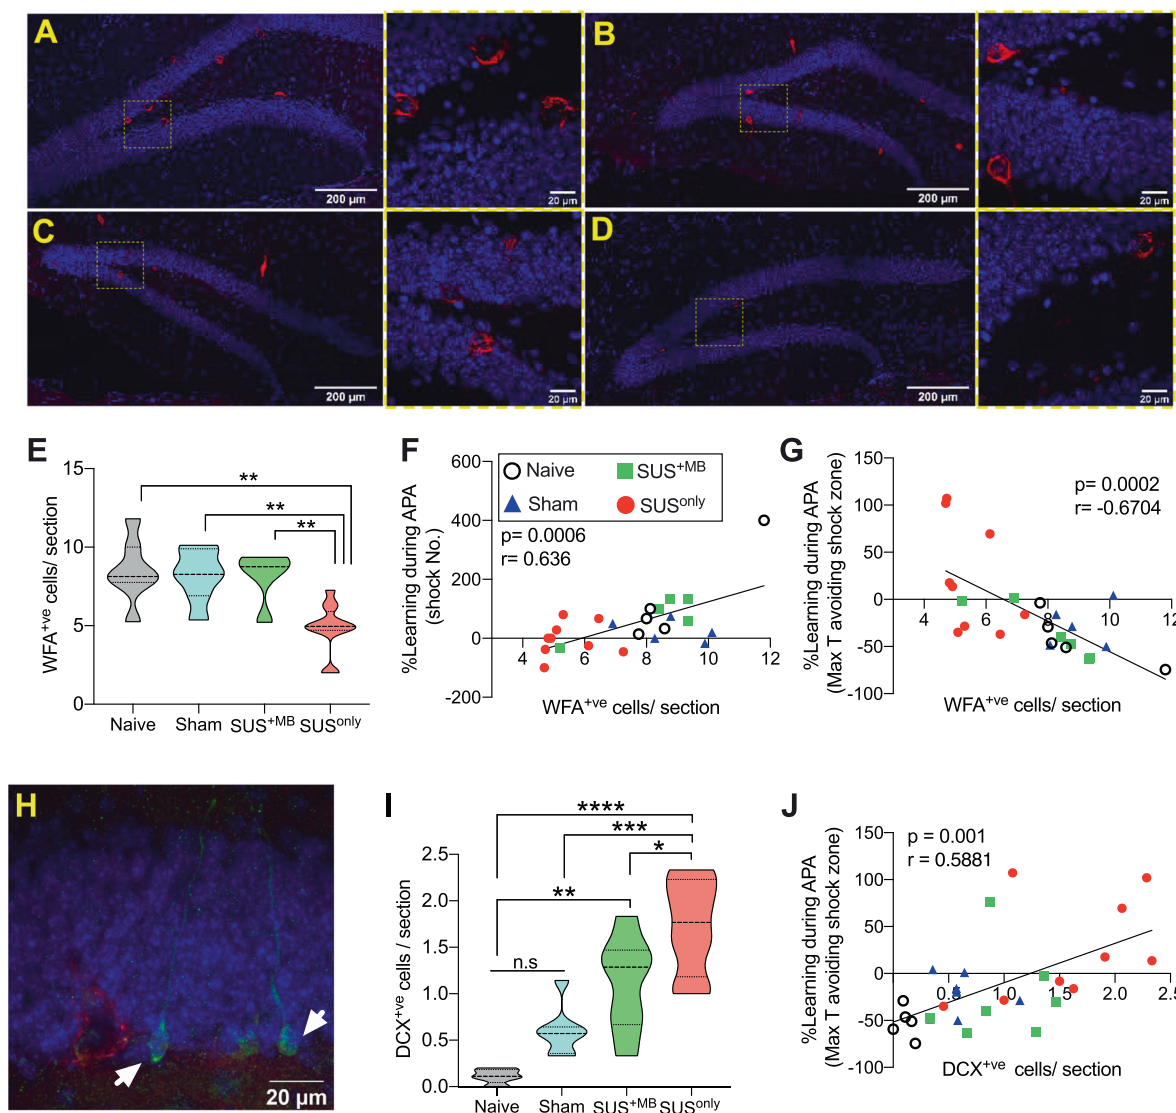 A
200 µm
20 µm
B
200 µm
20 µm
C
200 µm
20 µm
D
200 µm
20 µm
E
WFA+ve cells/ section
15
10
5
0
**
**
**
Naive
Sham
SUS+MB
SUSonly
F
%Learning during APA
(shock No.)
600
400
200
0
-200
Naive
SUS+MB
Sham
SUSonly
p= 0.0006
r= 0.636
4
6
8
10
12
WFA+ve cells/ section
G
%Learning during APA
(Max T avoiding shock zone)
150
100
50
0
-50
-100
p= 0.0002
r= -0.6704
4
6
8
10
12
WFA+ve cells/ section
H
20 µm
I
DCX+ve cells / section
2.5
2.0
1.5
1.0
0.5
0.0
****
***
*
**
n.s
Naive
Sham
SUS+MB
SUSonly
J
%Learning during APA
(Max T avoiding shock zone)
150
100
50
0
-50
-100
p = 0.001
r = 0.5881
0.5
1.0
1.5
2.0
2.5
DCX+ve cells/ section